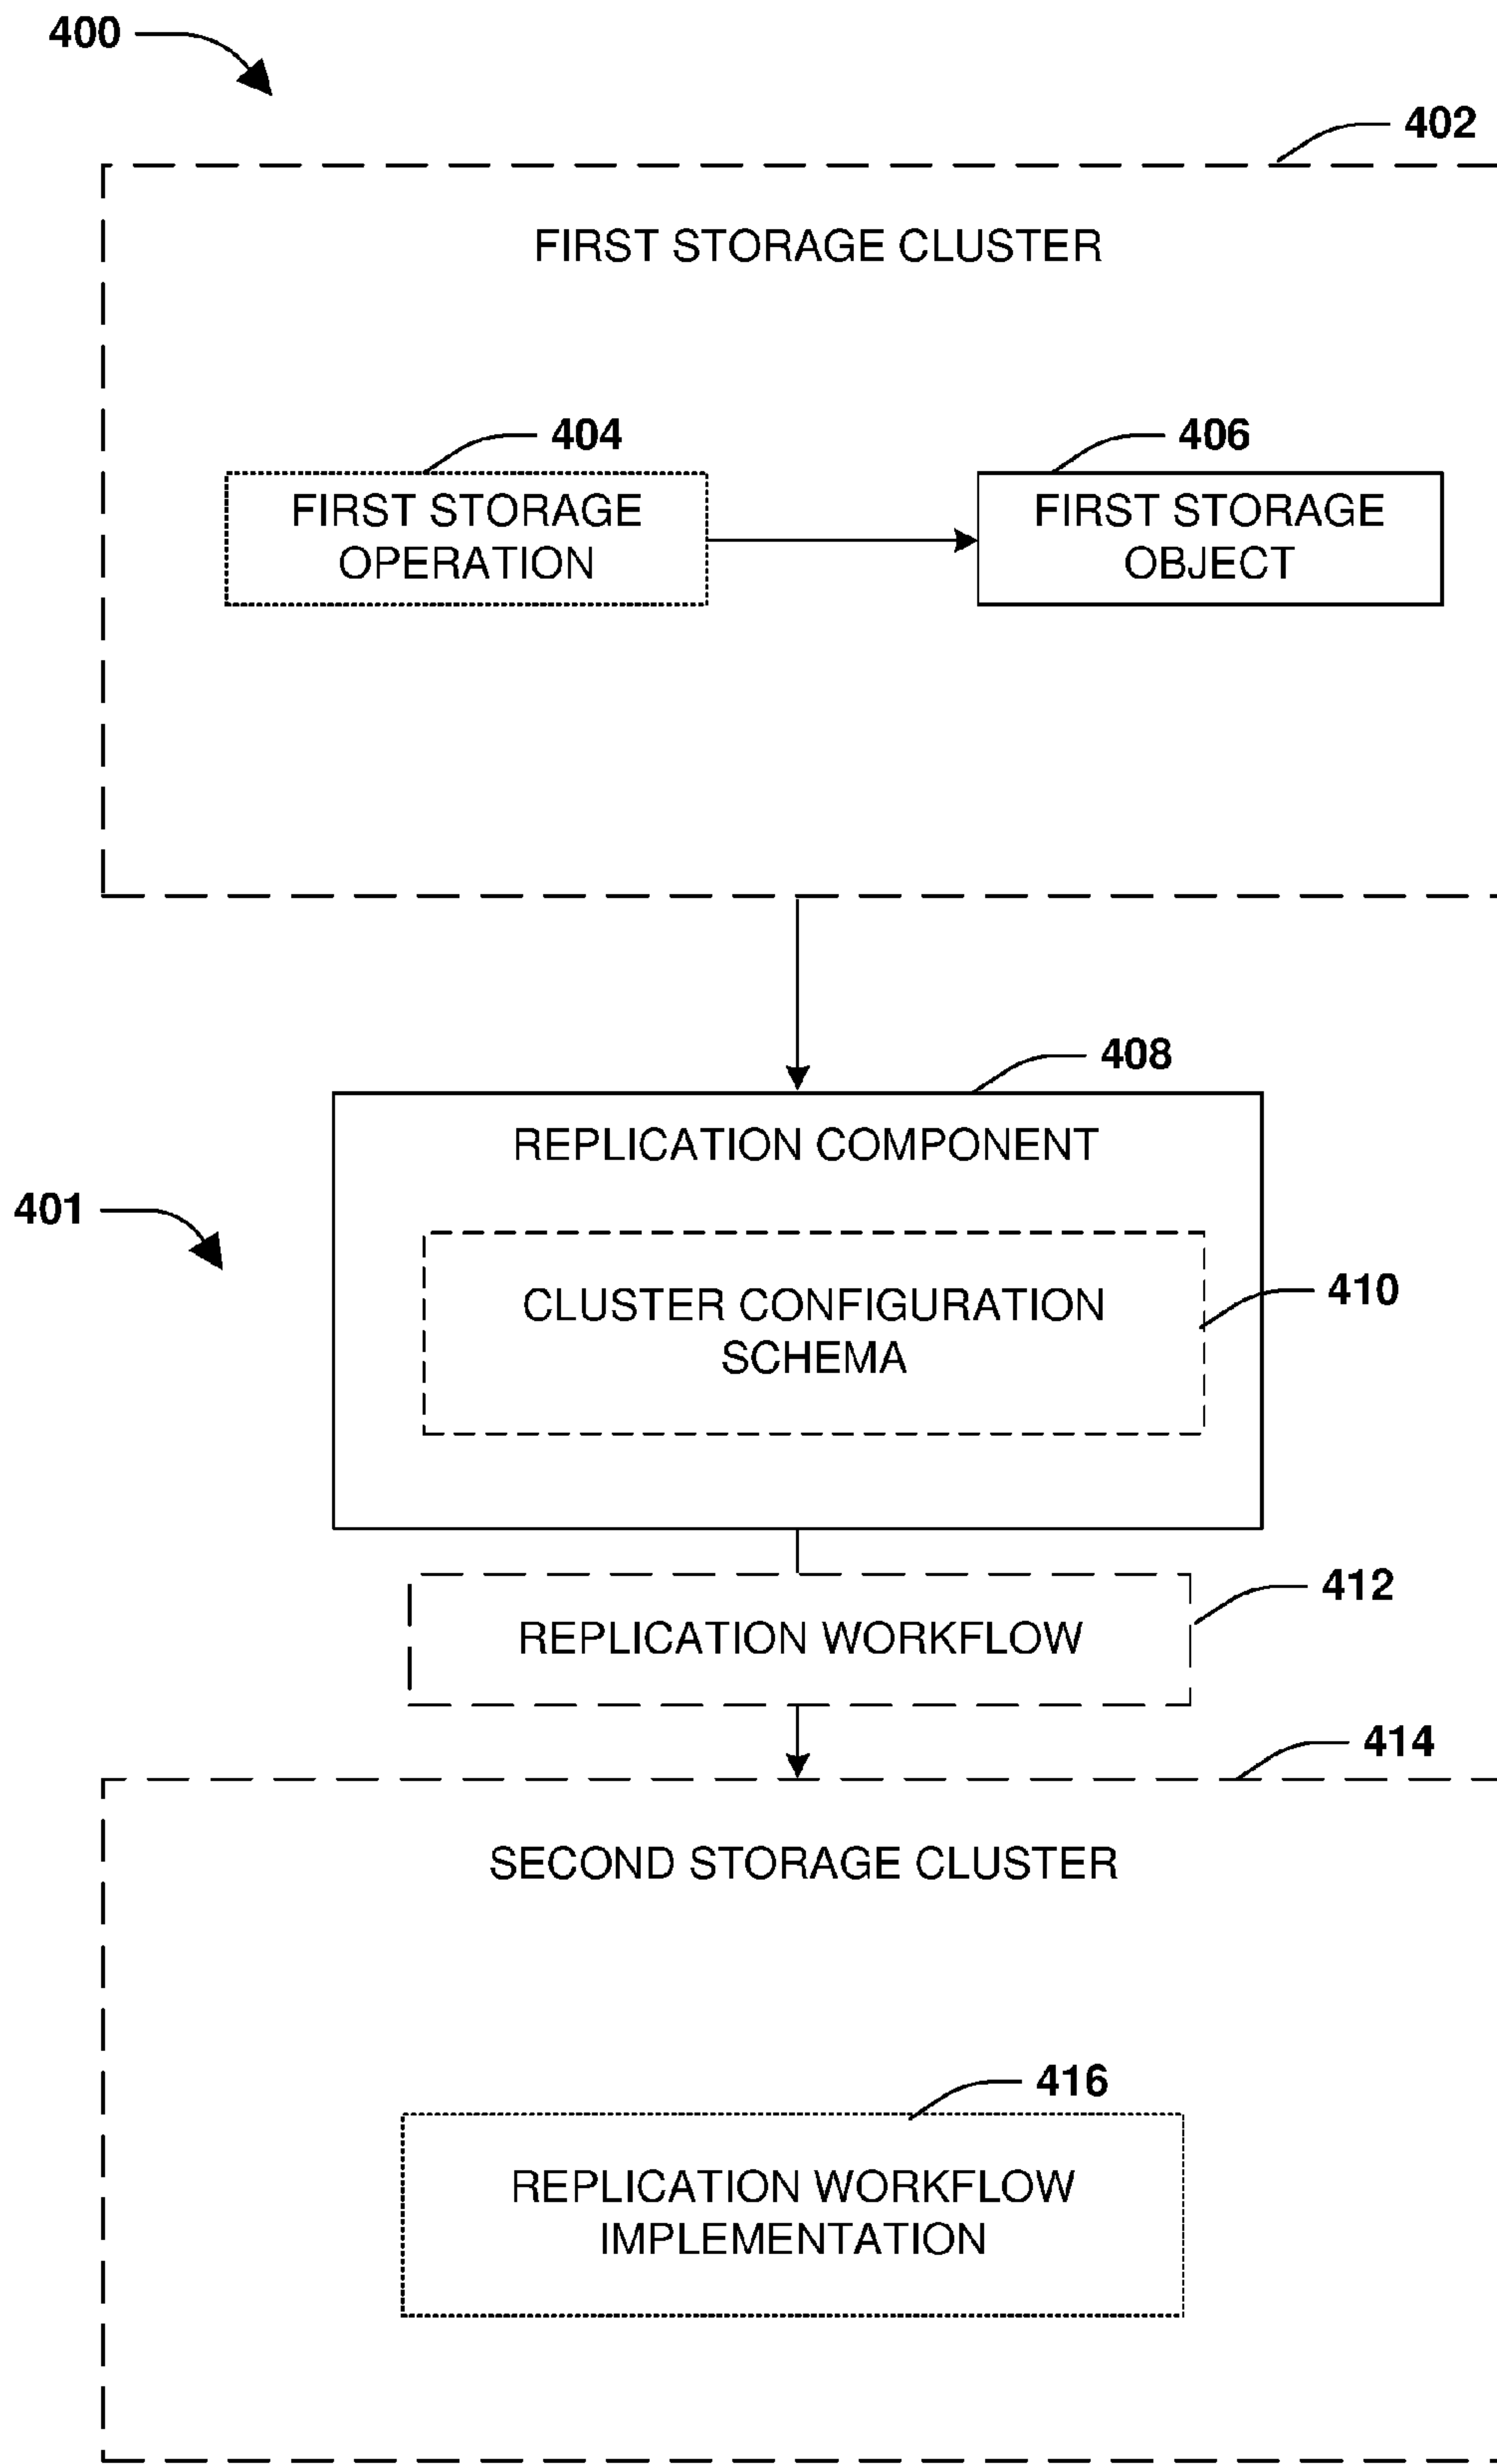 400
402
FIRST STORAGE CLUSTER
404
406
FIRST STORAGE
OPERATION
FIRST STORAGE
OBJECT
408
REPLICATION COMPONENT
401
410
CLUSTER CONFIGURATION
SCHEMA
412
REPLICATION WORKFLOW
414
SECOND STORAGE CLUSTER
416
REPLICATION WORKFLOW
IMPLEMENTATION